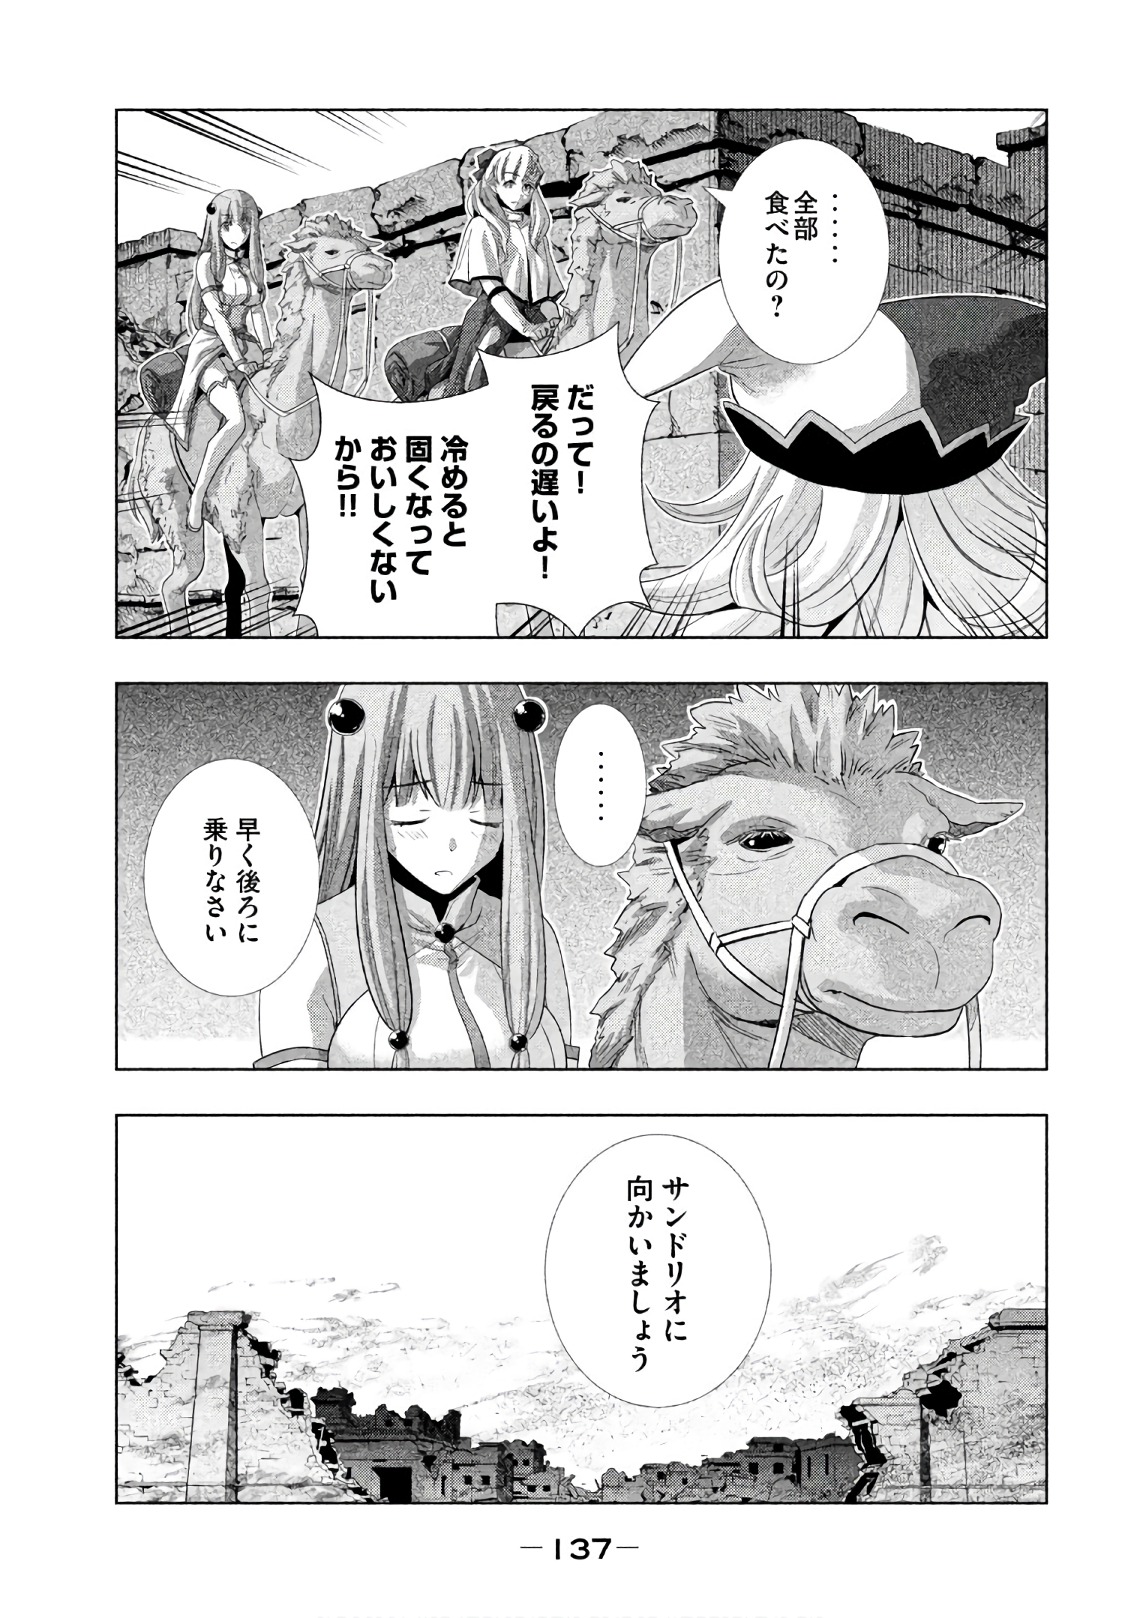 ……
全部
食べたの？
だって！
戻るの遅いよ！
冷めると
固くなって
おいしくない
から!!
……
早く後ろに
乗りなさい
サンドリオに
向かいましょう
—137—